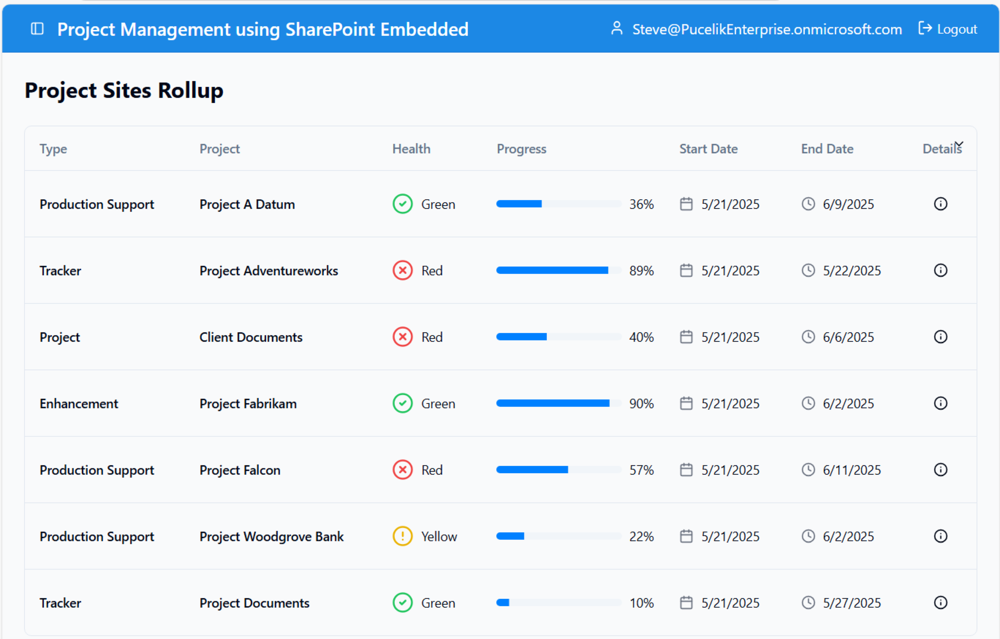 Project Management using SharePoint Embedded Steve@PucelikEnterprise.onmicrosoft.com Logout
Project Sites Rollup
Type Project Health Progress Start Date End Date Details
Production Support Project A Datum Green 36% 5/21/2025 6/9/2025
Tracker Project Adventureworks Red 89% 5/21/2025 5/22/2025
Project Client Documents Red 40% 5/21/2025 6/6/2025
Enhancement Project Fabrikam Green 90% 5/21/2025 6/2/2025
Production Support Project Falcon Red 57% 5/21/2025 6/11/2025
Production Support Project Woodgrove Bank Yellow 22% 5/21/2025 6/2/2025
Tracker Project Documents Green 10% 5/21/2025 5/27/2025